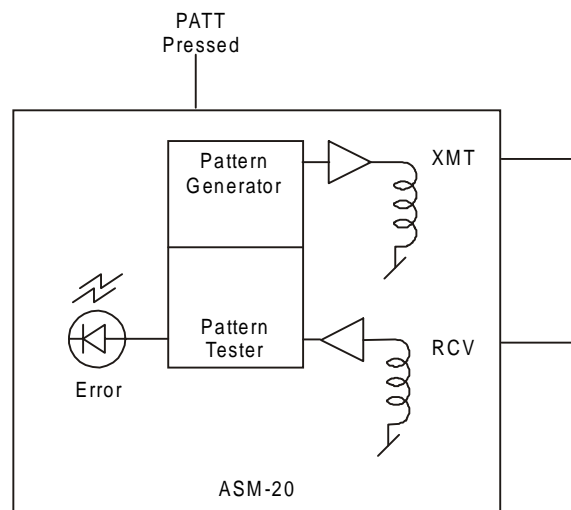 PATT
Pressed
Pattern
Generator
XMT
Pattern
Tester
RCV
Error
ASM-20